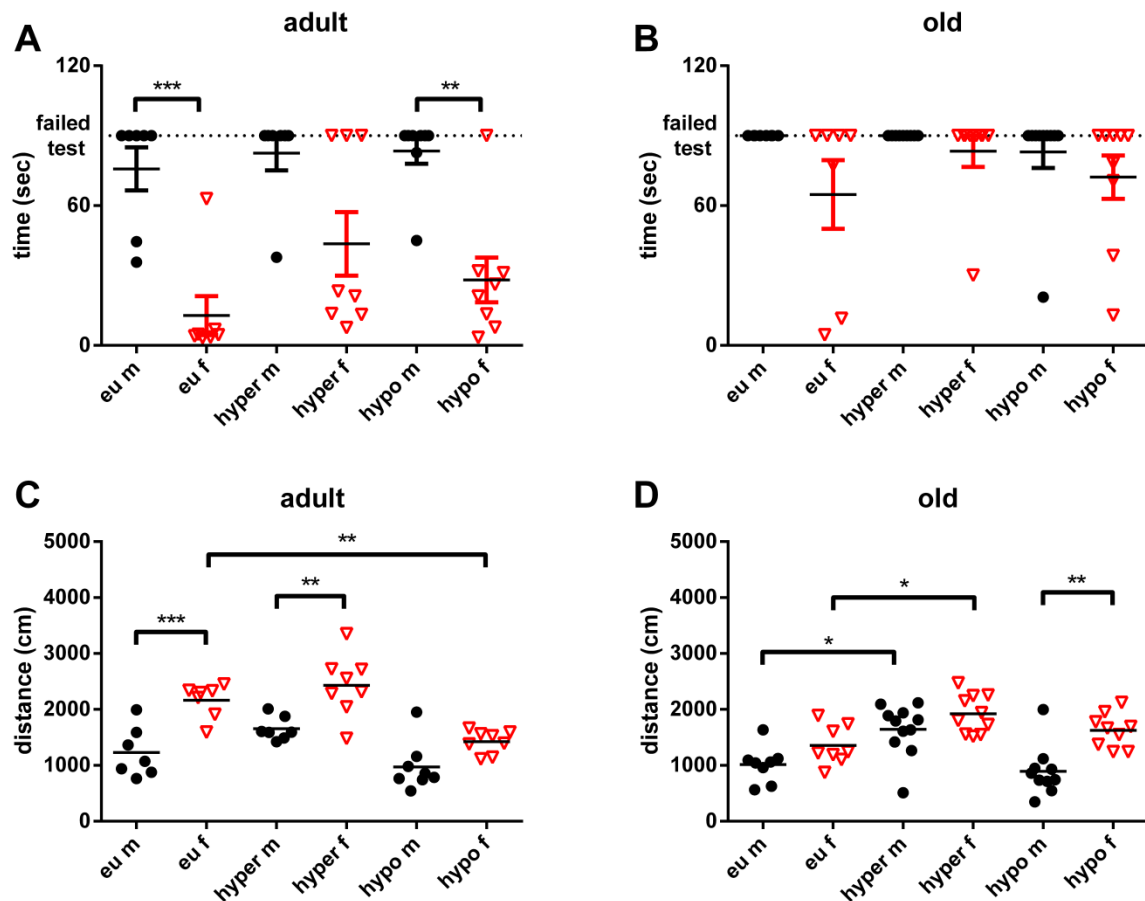 A
adult
120
failed
test
60
0
time (sec)
***
**
eu m
eu f
hyper m
hyper f
hypo m
hypo f
B
old
120
failed
test
60
0
time (sec)
eu m
eu f
hyper m
hyper f
hypo m
hypo f
C
adult
5000
4000
3000
2000
1000
0
distance (cm)
**
**
***
eu m
eu f
hyper m
hyper f
hypo m
hypo f
D
old
5000
4000
3000
2000
1000
0
distance (cm)
*
**
*
eu m
eu f
hyper m
hyper f
hypo m
hypo f